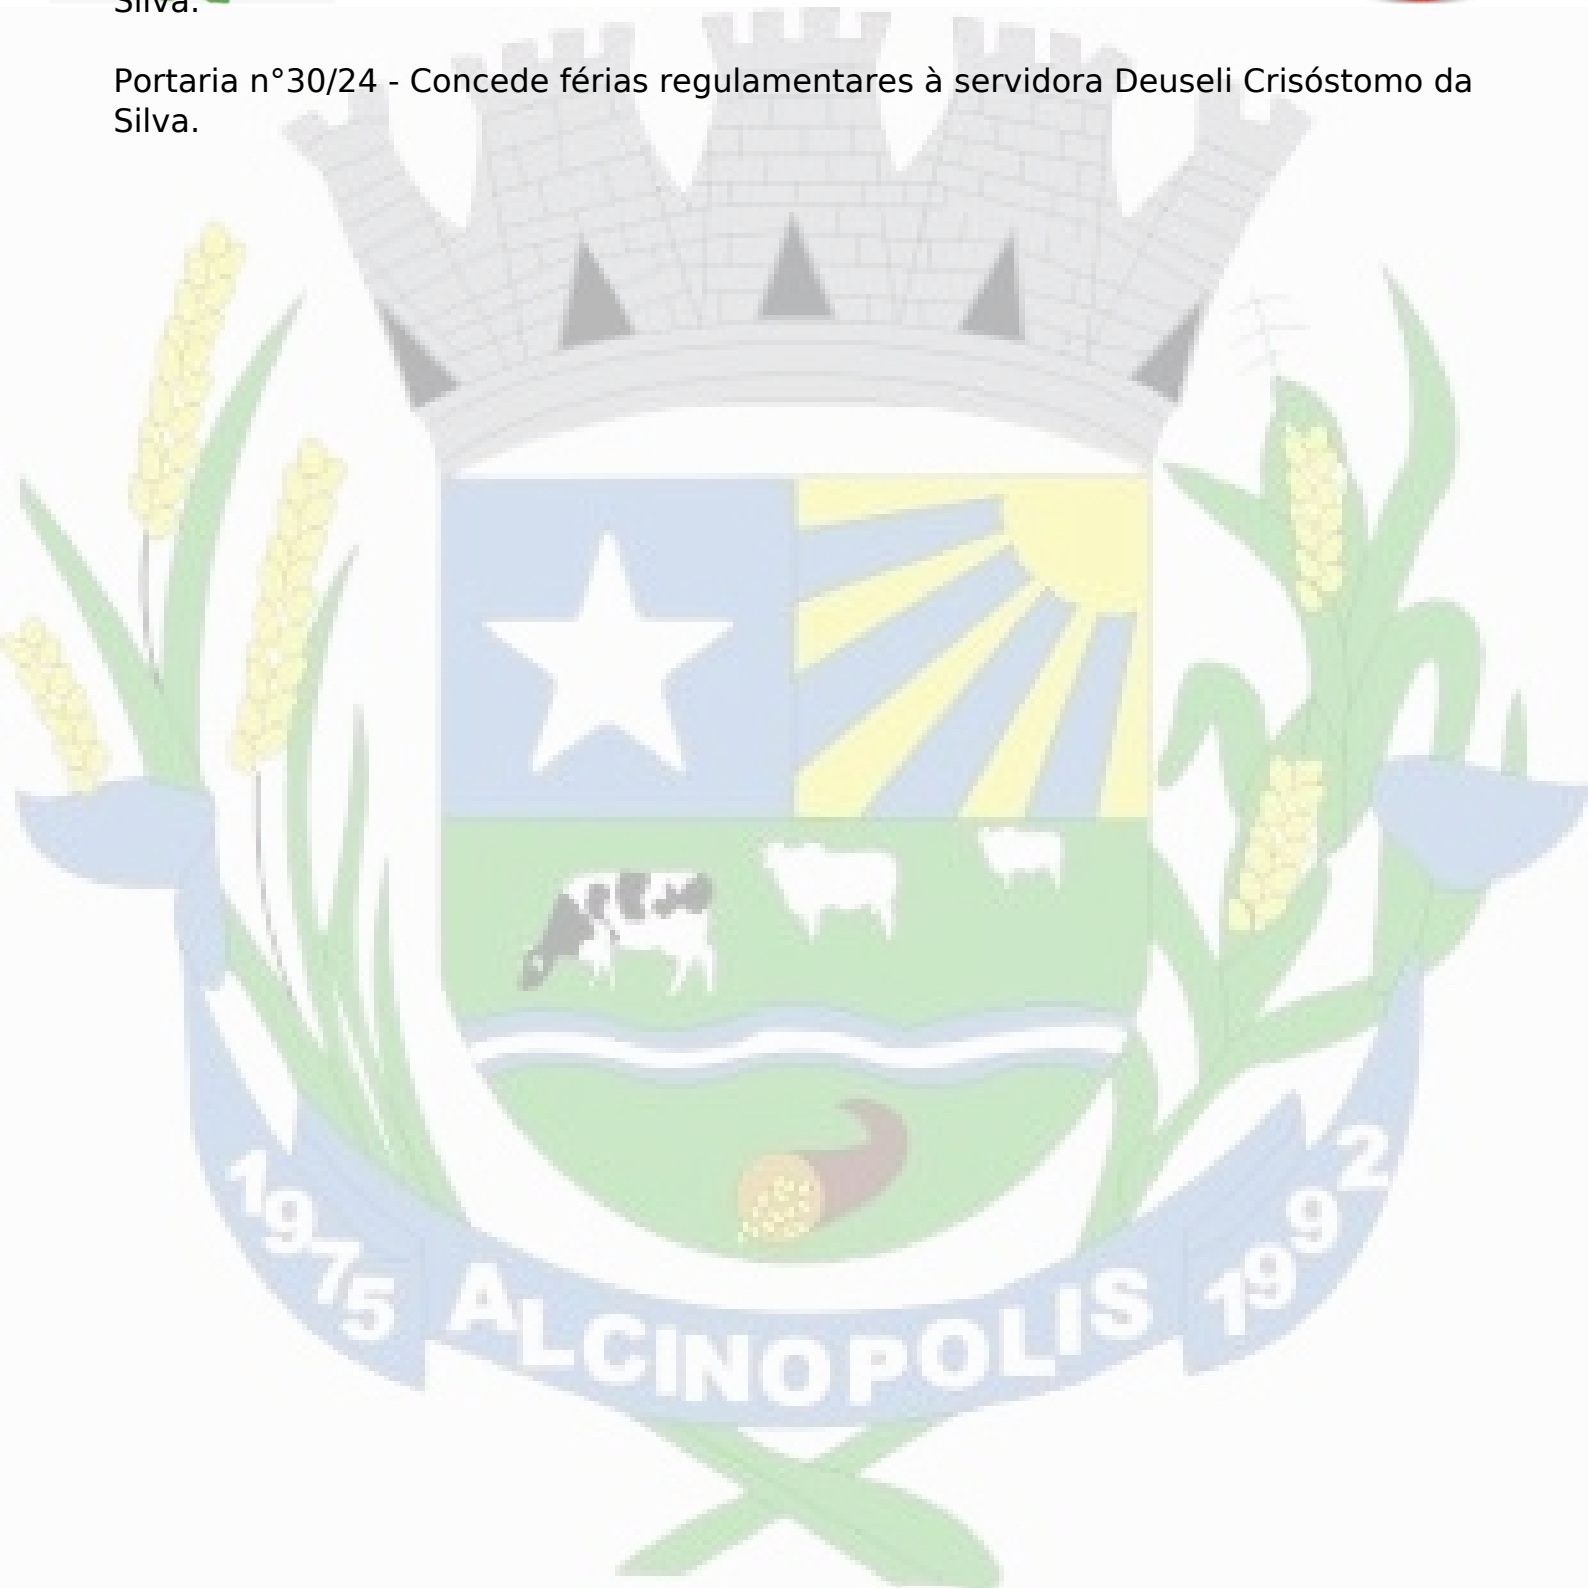 Silva.
Portaria n°30/24 - Concede férias regulamentares à servidora Deuseli Crisóstomo da
Silva.
1975 ALCINOPOLIS 1992